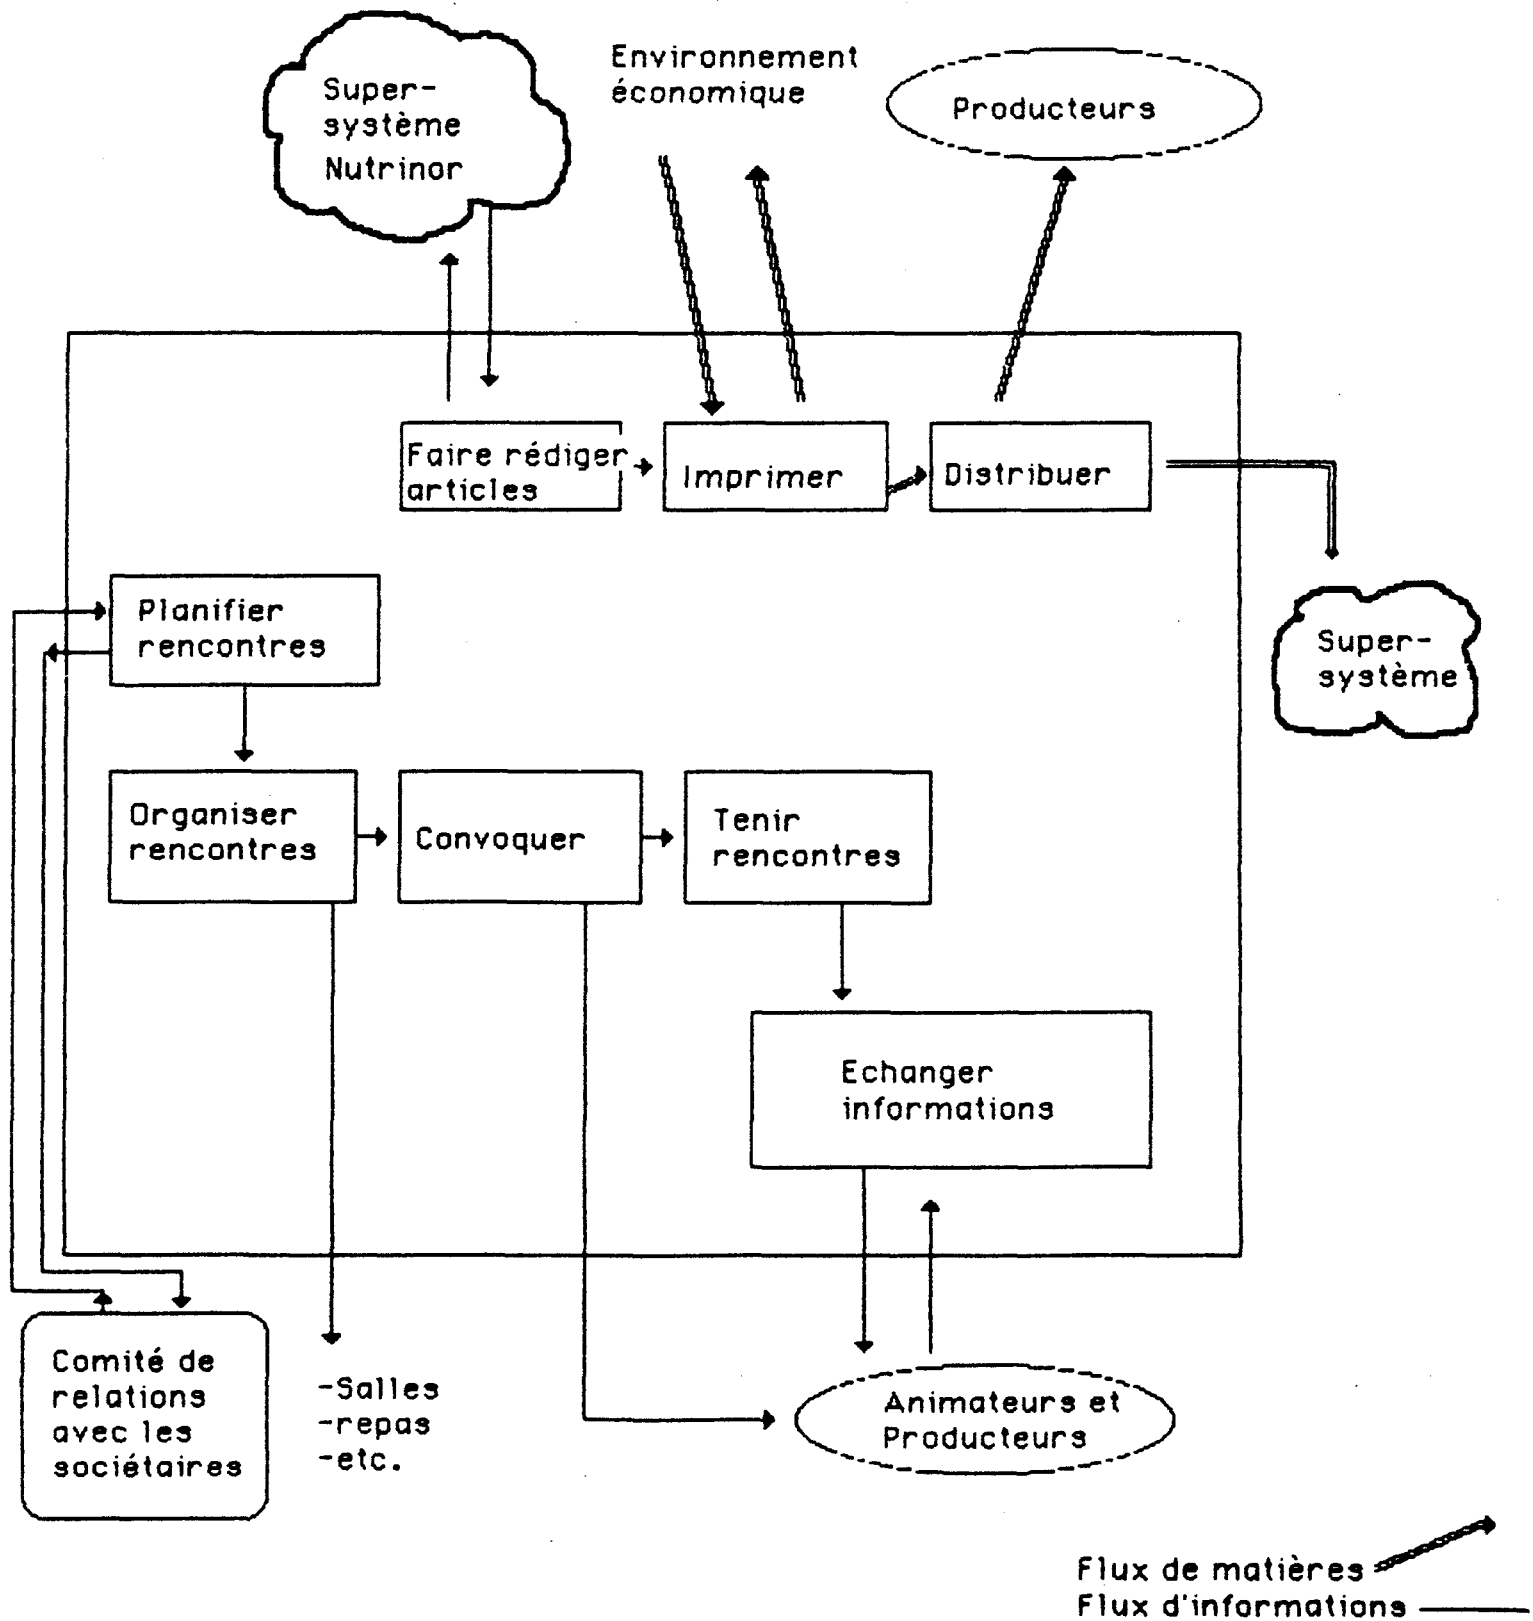 Super-
système
Nutrinor
Environnement
économique
Producteurs
Faire rédiger
articles
Imprimer
Distribuer
Planifier
rencontres
Super-
système
Organiser
rencontres
Convoquer
Tenir
rencontres
Echanger
informations
Comité de
relations
avec les
sociétaires
-Salles
-repas
-etc.
Animateurs et
Producteurs
Flux de matières
Flux d'informations